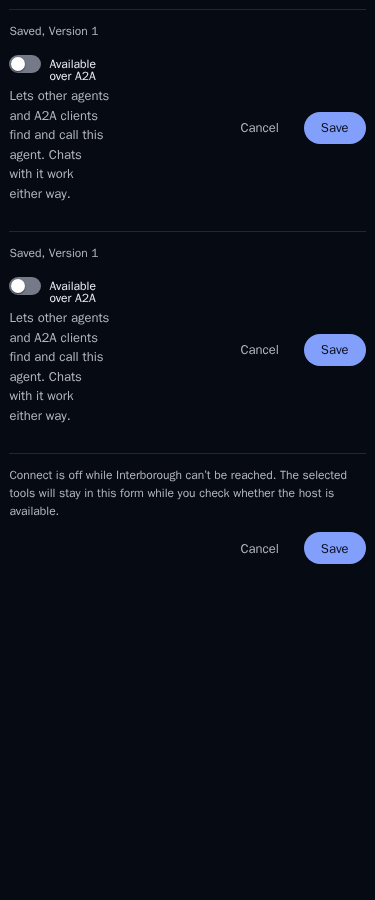 Saved, Version 1
Available
over A2A
Lets other agents
and A2A clients
find and call this
agent. Chats
with it work
either way.
Cancel
Save
Saved, Version 1
Available
over A2A
Lets other agents
and A2A clients
find and call this
agent. Chats
with it work
either way.
Cancel
Save
Connect is off while Interborough can't be reached. The selected
tools will stay in this form while you check whether the host is
available.
Cancel
Save